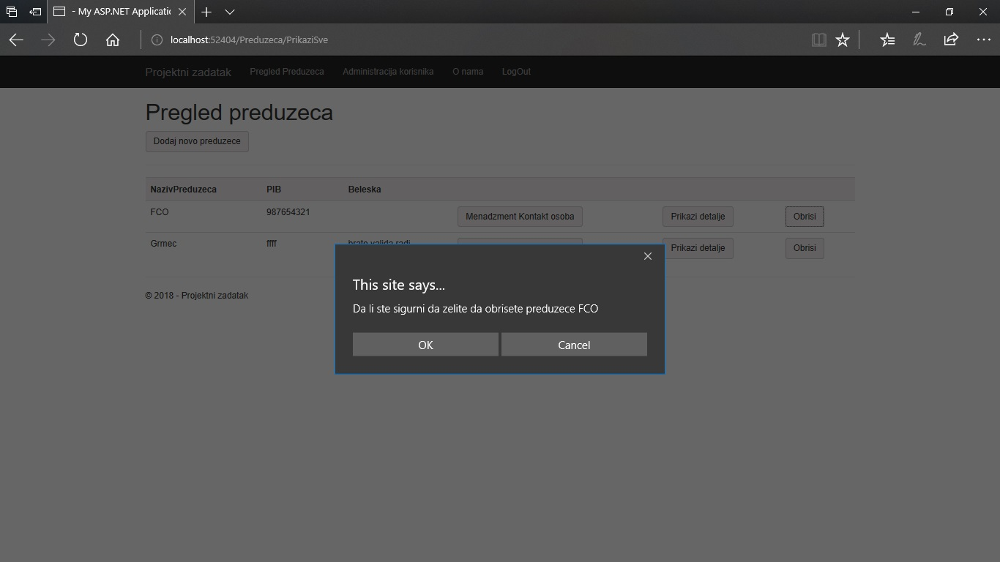 - My ASP.NET Applicatic
localhost:52404/Preduzeca/PrikaziSve
Projektni zadatak Pregled Preduzeca Administracija korisnika O nama LogOut
Pregled preduzeca
Dodaj novo preduzece
NazivPreduzeca PIB Beleska
FCO 987654321 Menadzment Kontakt osoba Prikazi detalje Obrisi
Grmec ffff brate valida radi Prikazi detalje Obrisi
© 2018 - Projektni zadatak
This site says...
Da li ste sigurni da zelite da obrisete preduzece FCO
OK Cancel